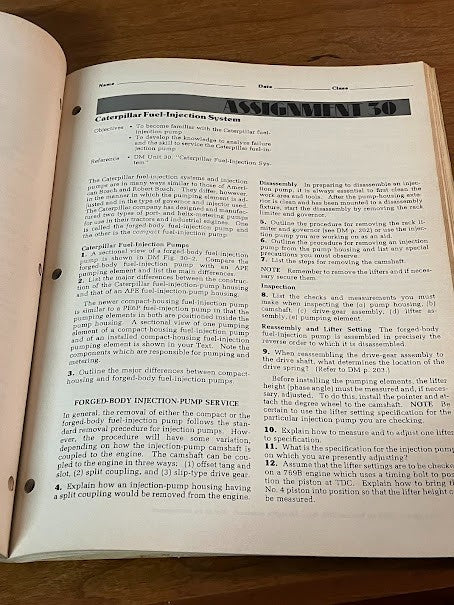 Name Date Class
ASSIGNMENT 30
Caterpillar Fuel-Injection System
Objectives • To become familiar with the Caterpillar fuel-
injection pump
• To develop the knowledge to analyze failure
and the skill to service the Caterpillar fuel-in-
jection pump
Reference • DM Unit 30, "Caterpillar Fuel-Injection Sys-
tem"
The Caterpillar fuel-injection systems and injection
pumps are in many ways similar to those of Ameri-
can Bosch and Robert Bosch. They differ, however,
in the manner in which the pumping element is ad-
justed and in the type of governor and injector used.
The Caterpillar company has designed and manufac-
tured two types of port- and helix-metering pumps
for use in their tractors and industrial engines. One
is called the forged-body fuel-injection pump and
the other is the compact fuel-injection pump.
Caterpillar Fuel-Injection Pumps
1. A sectional view of a forged-body fuel-injection
pump is shown in DM Fig. 30-2. Compare the
forged-body fuel-injection pump with an APE
pumping element and list the main differences.
2. List the major differences between the construc-
tion of the Caterpillar fuel-injection-pump housing
and that of an APE fuel-injection-pump housing.
The newer compact-housing fuel-injection pump
is similar to a PEP fuel-injection pump in that the
pumping elements in both are positioned inside the
pump housing. A sectional view of one pumping
element of a compact-housing fuel-injection pump
and of an installed compact-housing fuel-injection
pumping element is shown in your Text. Note the
components which are responsible for pumping and
metering.
3. Outline the major differences between compact-
housing and forged-body fuel-injection pumps.
FORGED-BODY INJECTION-PUMP SERVICE
In general, the removal of either the compact or the
forged-body fuel-injection pump follows the stan-
dard removal procedure for injection pumps. How-
ever, the procedure will have some variation,
depending on how the injection-pump camshaft is
coupled to the engine. The camshaft can be cou-
pled to the engine in three ways: (1) offset tang and
slot, (2) split coupling, and (3) slip-type drive gear.
4. Explain how an injection-pump housing having
a split coupling would be removed from the engine.
Disassembly In preparing to disassemble an injec-
tion pump, it is always essential to first clean the
work area and tools. After the pump-housing exte-
rior is clean and has been mounted to a disassembly
fixture, start the disassembly by removing the rack
limiter and governor.
5. Outline the procedure for removing the rack li-
miter and governor (see DM p. 202) or use the injec-
tion pump you are working on as an aid.
6. Outline the procedure for removing an injection
pump from the pump housing and list any special
precautions you must observe.
7. List the steps for removing the camshaft.
NOTE Remember to remove the lifters and if neces-
sary secure them.
Inspection
8. List the checks and measurements you must
make when inspecting the (a) pump housing, (b)
camshaft, (c) drive-gear assembly, (d) lifter as-
sembly, (e) pumping element.
Reassembly and Lifter Setting The forged-body
fuel-injection pump is assembled in precisely the
reverse order to which it is disassembled.
9. When reassembling the drive-gear assembly to
the drive shaft, what determines the location of the
drive spring? (Refer to DM p. 203.)
Before installing the pumping elements, the lifter
height (phase angle) must be measured and, if neces-
sary, adjusted. To do this, install the pointer and at-
tach the degree wheel to the camshaft. NOTE Be
certain to use the lifter setting specification for the
particular injection pump you are checking.
10. Explain how to measure and to adjust one lifter
to specification.
11. What is the specification for the injection pump
on which you are presently adjusting?
12. Assume that the lifter settings are to be checked
on a 769B engine which uses a timing bolt to posi-
tion the piston at TDC. Explain how to bring the
No. 4 piston into position so that the lifter height can
be measured.